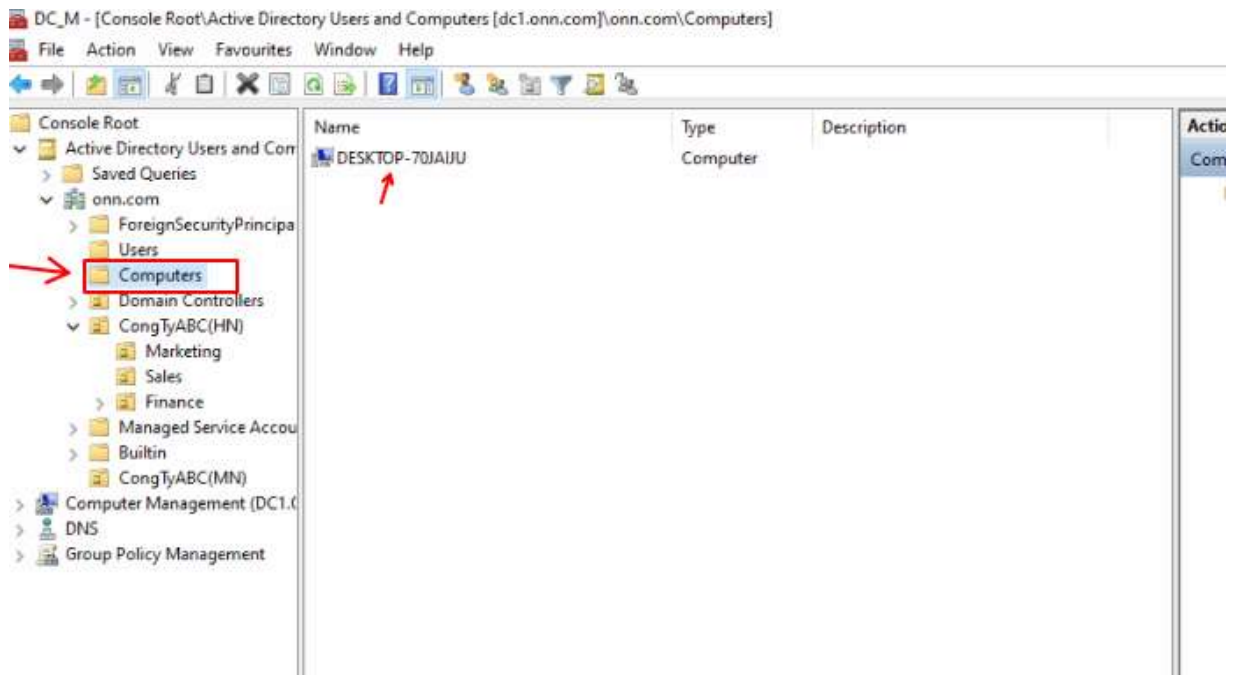 DC_M - [Console Root\Active Directory Users and Computers [dc1.onn.com]\onn.com\Computers]
File Action View Favourites Window Help
Console Root
Active Directory Users and Com
Saved Queries
onn.com
ForeignSecurityPrincipa
Users
Computers
Domain Controllers
CongTyABC(HN)
Marketing
Sales
Finance
Managed Service Accou
Builtin
CongTyABC(MN)
Computer Management (DC1.
DNS
Group Policy Management
Name Type Description
DESKTOP-70JAIJU Computer
Actio
Com